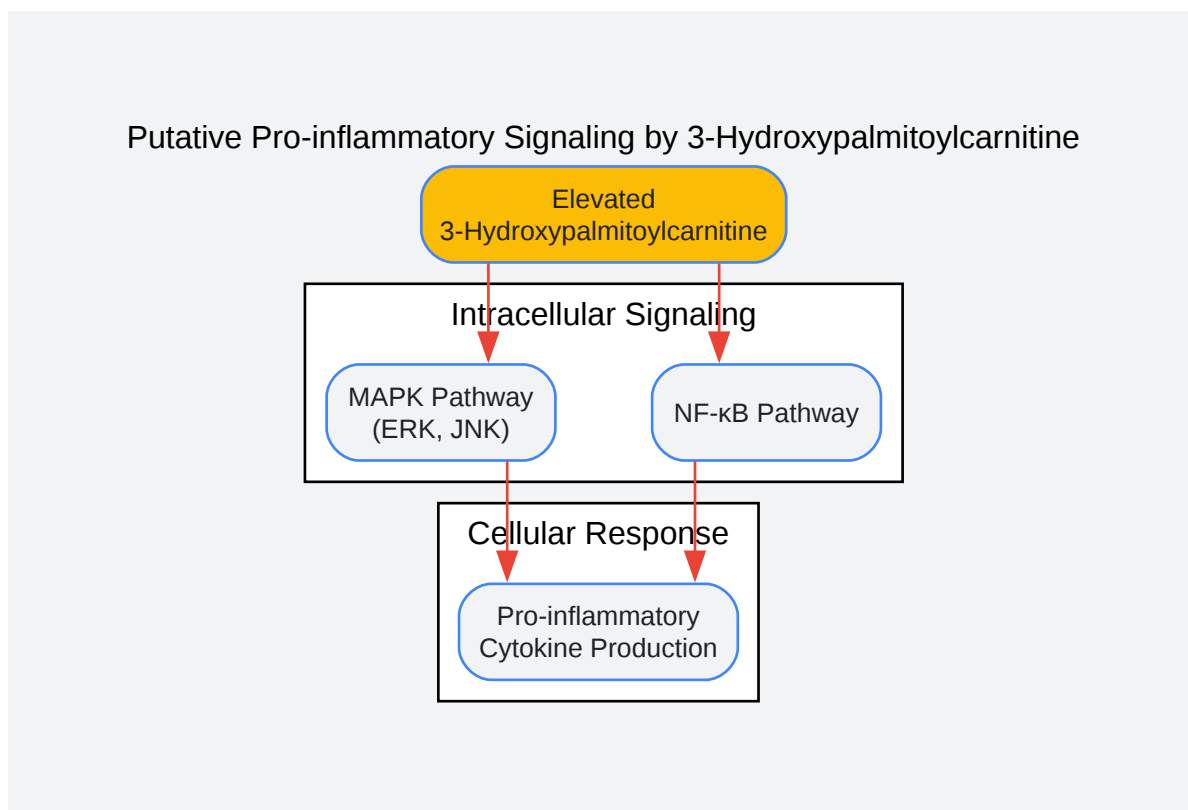 Putative Pro-inflammatory Signaling by 3-Hydroxypalmitoylcarnitine
Elevated
3-Hydroxypalmitoylcarnitine
Intracellular Signaling
MAPK Pathway
(ERK, JNK)
NF-κB Pathway
Cellular Response
Pro-inflammatory
Cytokine Production